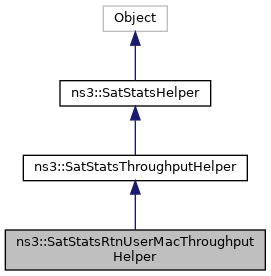 Object
ns3::SatStatsHelper
ns3::SatStatsThroughputHelper
ns3::SatStatsRtnUserMacThroughput
Helper